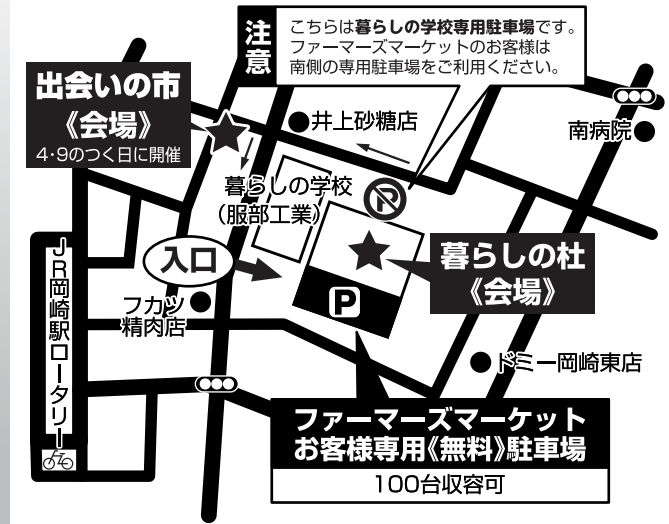 注意
こちらは暮らしの学校専用駐車場です。
ファーマーズマーケットのお客様は
南側の専用駐車場をご利用ください。
出会いの市
《会場》
4・9のつく日に開催
井上砂糖店
南病院
暮らしの学校
（服部工業）
入口
暮らしの杜
《会場》
P
P
フカツ
精肉店
JR岡崎駅ロータリー
ドミー岡崎東店
ファーマーズマーケット
お客様専用《無料》駐車場
100台収容可